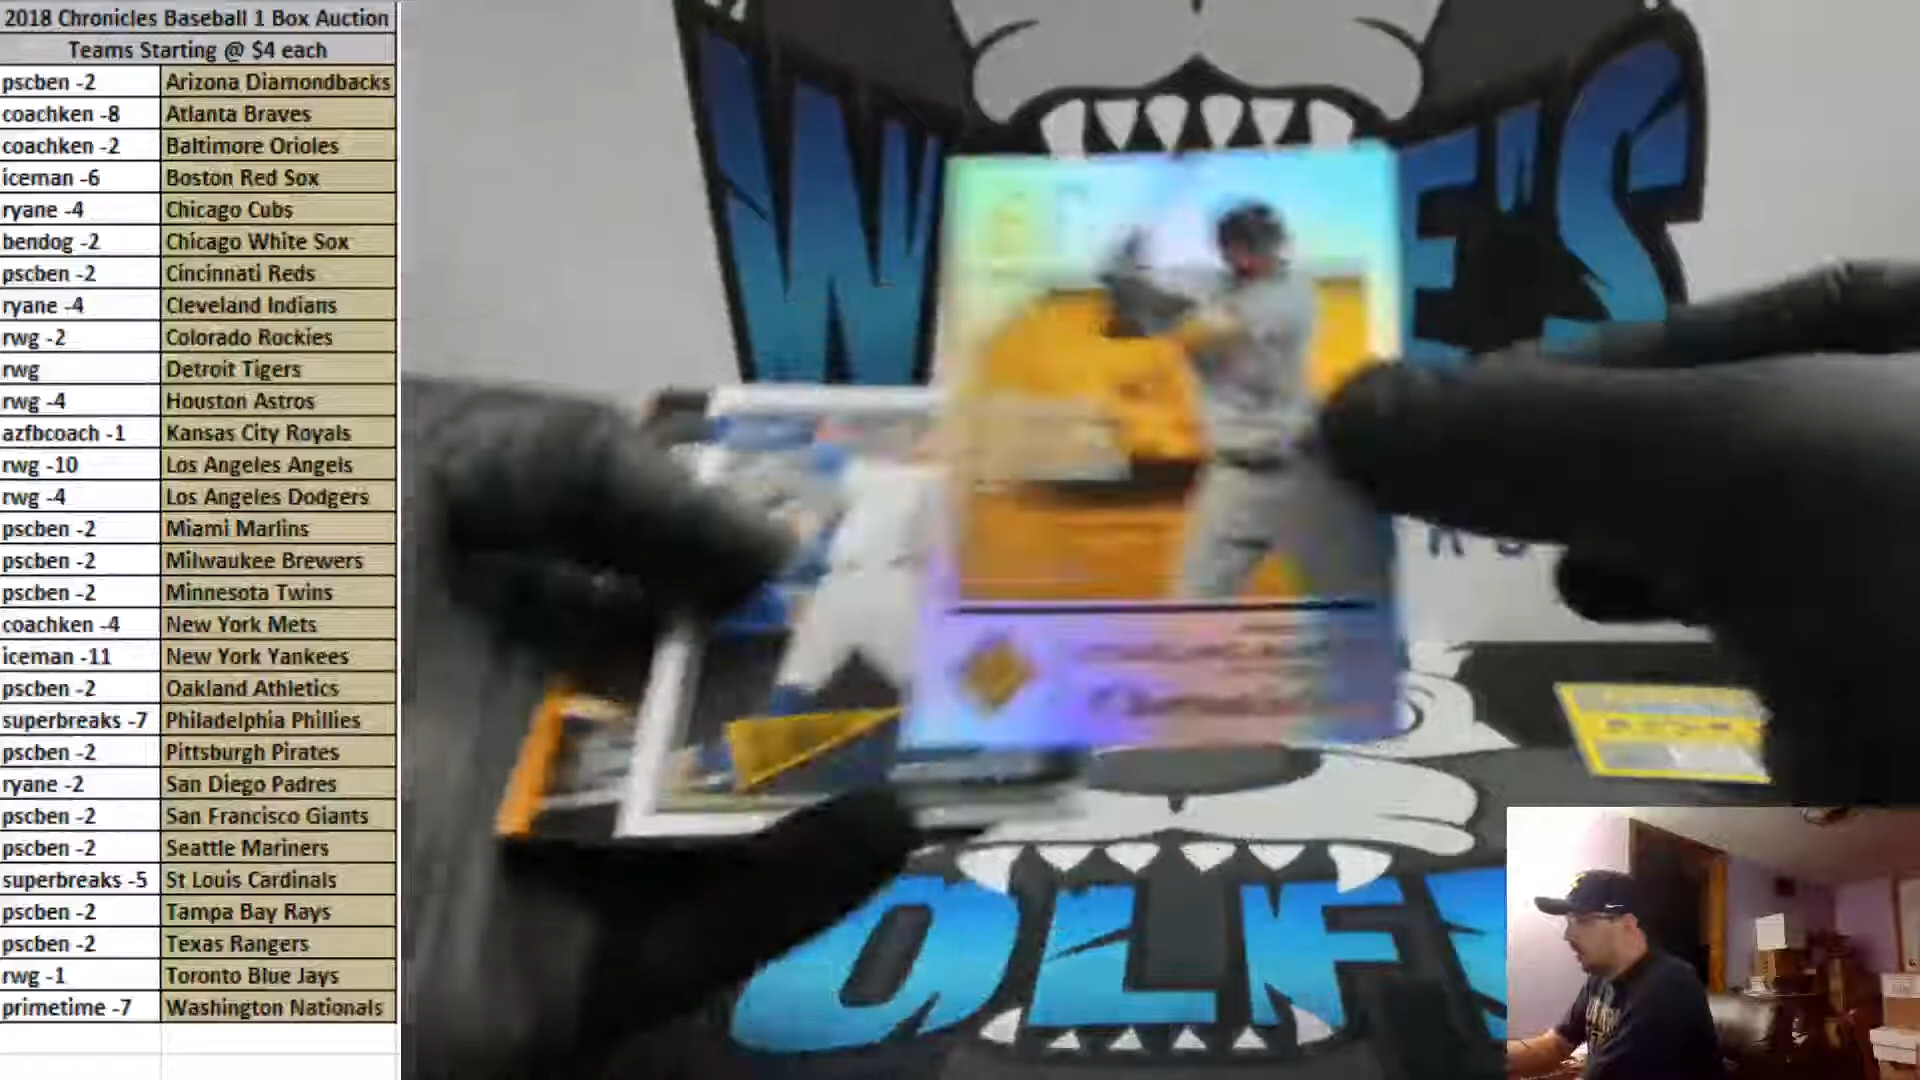 2018 Chronicles Baseball 1 Box Auction
Teams Starting @ $4 each
pscben -2 Arizona Diamondbacks
coachken -8 Atlanta Braves
coachken -2 Baltimore Orioles
iceman -6 Boston Red Sox
ryane -4 Chicago Cubs
bendog -2 Chicago White Sox
pscben -2 Cincinnati Reds
ryane -4 Cleveland Indians
rwg -2 Colorado Rockies
rwg Detroit Tigers
rwg -4 Houston Astros
azfbcoach -1 Kansas City Royals
rwg -10 Los Angeles Angels
rwg -4 Los Angeles Dodgers
pscben -2 Miami Marlins
pscben -2 Milwaukee Brewers
pscben -2 Minnesota Twins
coachken -4 New York Mets
iceman -11 New York Yankees
pscben -2 Oakland Athletics
superbreaks -7 Philadelphia Phillies
pscben -2 Pittsburgh Pirates
ryane -2 San Diego Padres
pscben -2 San Francisco Giants
pscben -2 Seattle Mariners
superbreaks -5 St Louis Cardinals
pscben -2 Tampa Bay Rays
pscben -2 Texas Rangers
rwg -1 Toronto Blue Jays
primetime -7 Washington Nationals